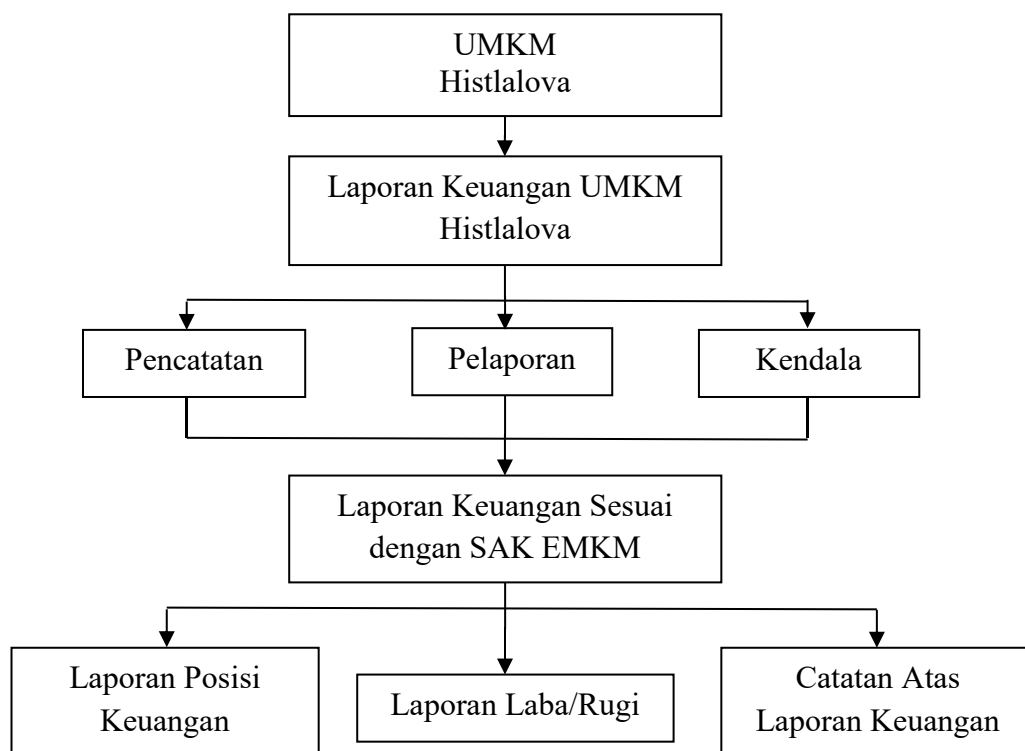 UMKM
Histlalova
Laporan Keuangan UMKM
Histlalova
Pencatatan
Pelaporan
Kendala
Laporan Keuangan Sesuai
dengan SAK EMKM
Laporan Posisi
Keuangan
Laporan Laba/Rugi
Catatan Atas
Laporan Keuangan